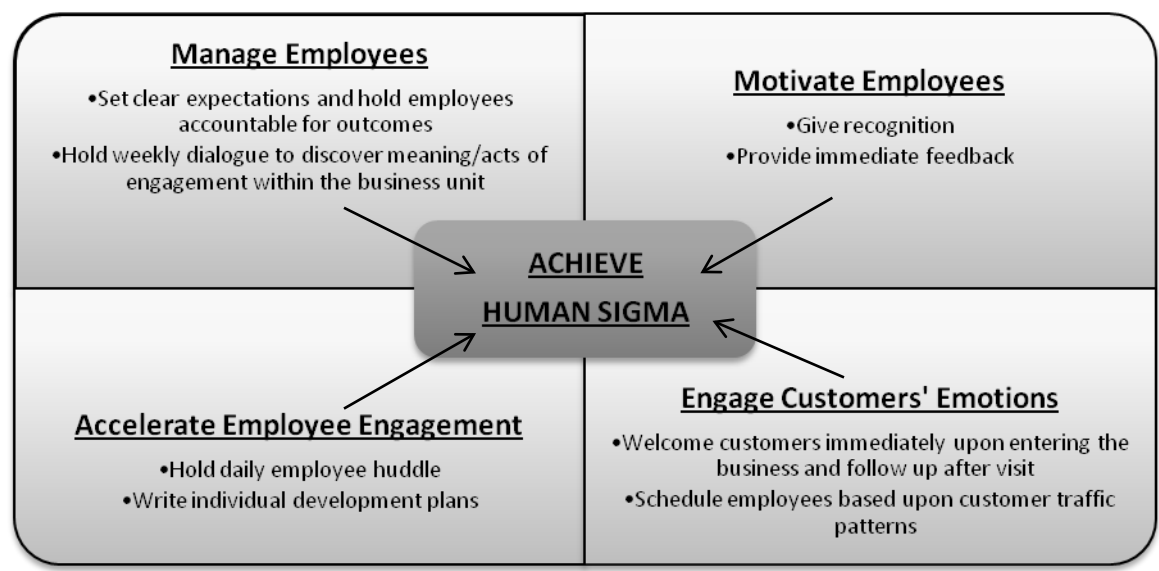 Manage Employees
•Set clear expectations and hold employees
accountable for outcomes
•Hold weekly dialogue to discover meaning/acts of
engagement within the business unit
Motivate Employees
•Give recognition
•Provide immediate feedback
ACHIEVE
HUMAN SIGMA
Accelerate Employee Engagement
•Hold daily employee huddle
•Write individual development plans
Engage Customers' Emotions
•Welcome customers immediately upon entering the
business and follow up after visit
•Schedule employees based upon customer traffic
patterns